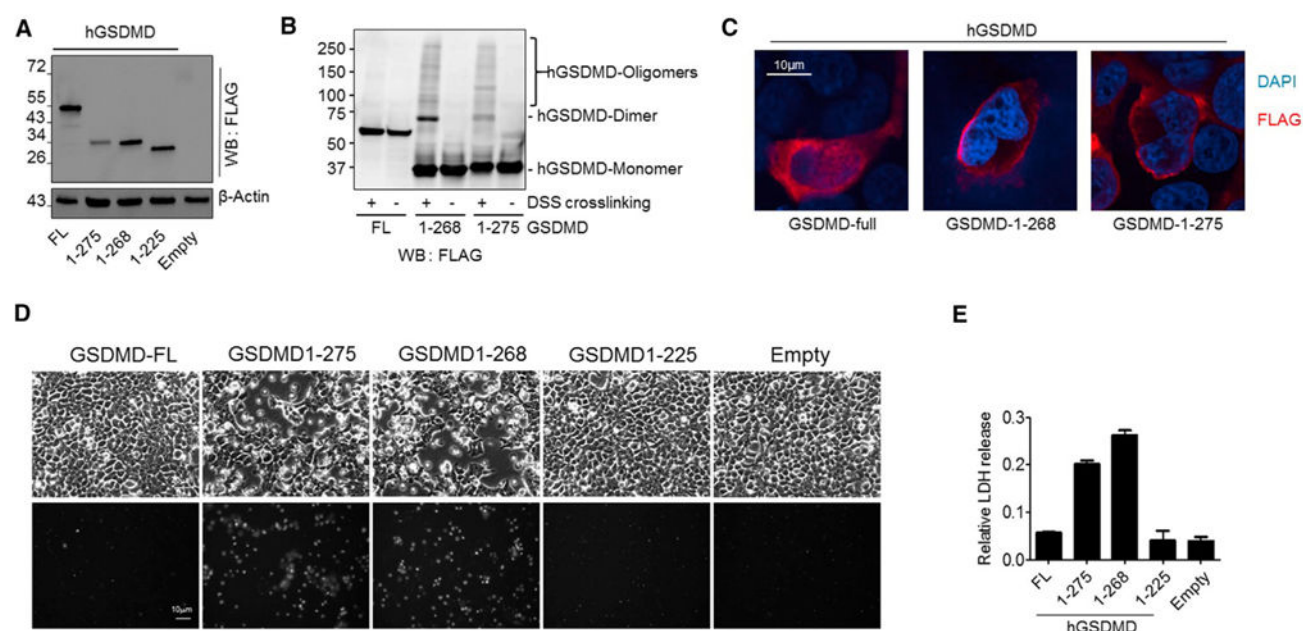 A
hGSDMD
72
55
43
34
26
WB : FLAG
43
β-Actin
FL
1-275
1-268
1-225
Empty
B
250
150
100
75
50
37
hGSDMD-Oligomers
hGSDMD-Dimer
hGSDMD-Monomer
+ - + - + - DSS crosslinking
FL 1-268 1-275 GSDMD
WB : FLAG
C
hGSDMD
10μm
DAPI
FLAG
GSDMD-full GSDMD-1-268 GSDMD-1-275
D
GSDMD-FL GSDMD1-275 GSDMD1-268 GSDMD1-225 Empty
10μm
E
Relative LDH release
0.3
0.2
0.1
0.0
FL
1-275
1-268
1-225
Empty
hGSDMD